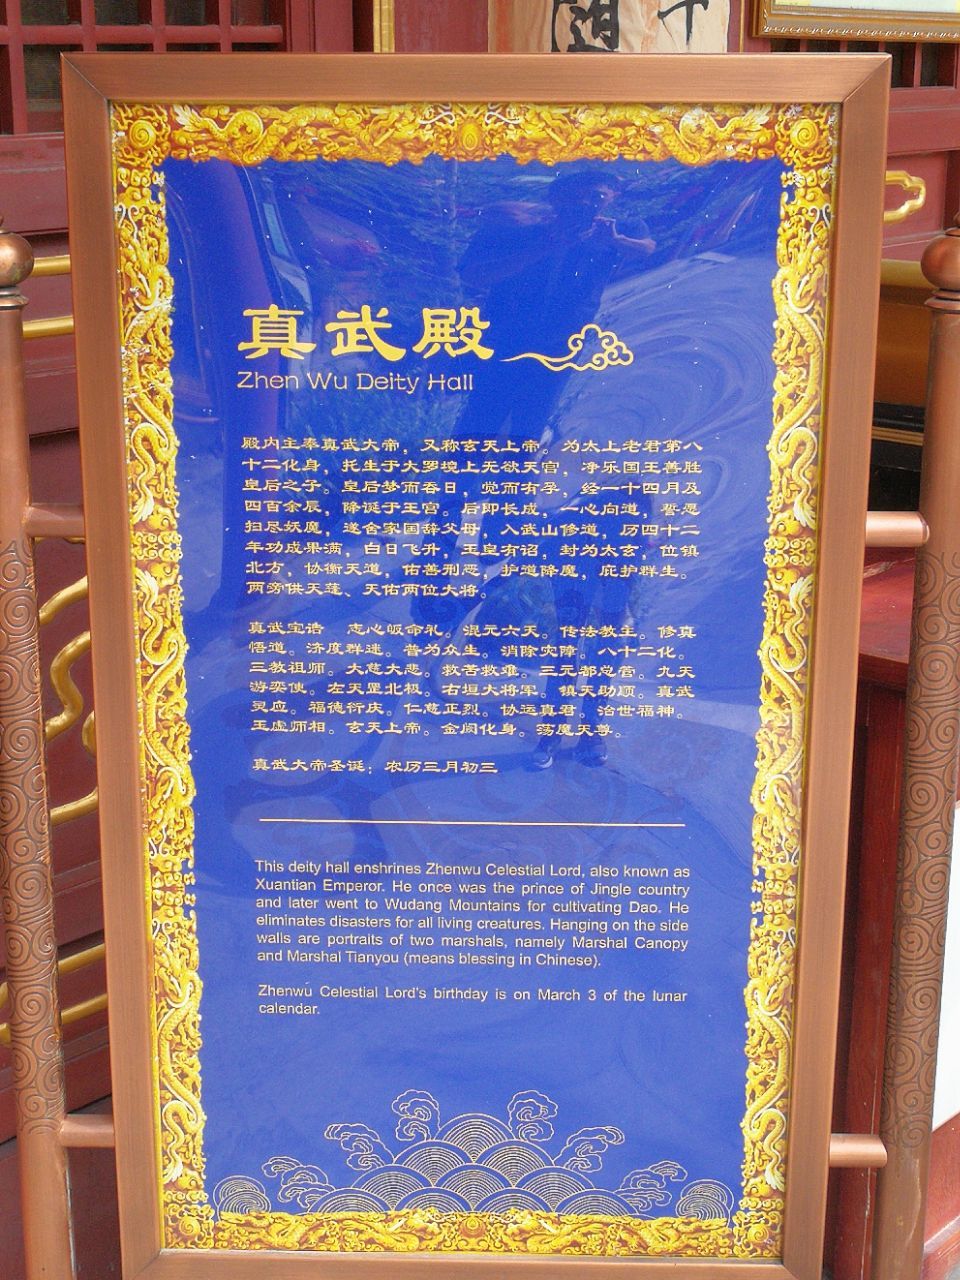 真武殿
Zhen Wu Deity Hall
殿内主奉真武大帝，又称玄天上帝。为太上老君第八
十二化身，托生于大罗境上无欲天宫，净乐国王善胜
皇后之子。皇后梦而吞日，觉而有孕，经一十四月及
四百余辰，降诞于王宫。后即长成，一心向道，誓愿
扫尽妖魔，遂舍家国辞父母，入武山修道，历四十二
年功成果满，白日飞升，玉皇有诏，封为太玄，位镇
北方，协衡天道，佑善刑恶，护道降魔，庇护群生。
两旁供天蓬、天佑两位大将。
真武宝诰 志心皈命礼。混元六天。传法教主。修真
悟道。济度群迷。普为众生。消除灾障。八十二化。
三教祖师。大慈大悲。救苦救难。三元都总管。九天
游奕使。左天罡北极。右垣大将军。镇天助顺。真武
灵应。福德衍庆。仁慈正烈。协运真君。治世福神。
玉虚师相。玄天上帝。金阙化身。荡魔天尊。
真武大帝圣诞：农历三月初三
This deity hall enshrines Zhenwu Celestial Lord, also known as
Xuantian Emperor. He once was the prince of Jingle country
and later went to Wudang Mountains for cultivating Dao. He
eliminates disasters for all living creatures. Hanging on the side
walls are portraits of two marshals, namely Marshal Canopy
and Marshal Tianyou (means blessing in Chinese).
Zhenwu Celestial Lord's birthday is on March 3 of the lunar
calendar.